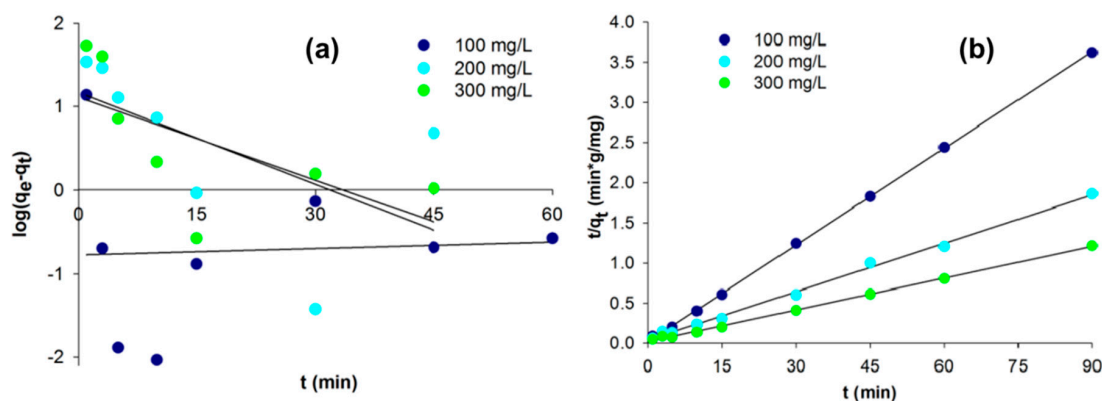 (a)
100 mg/L
200 mg/L
300 mg/L
log(qe-qt)
2
1
0
-1
-2
0 15 30 45 60
t (min)
(b)
100 mg/L
200 mg/L
300 mg/L
t/qt (min*g/mg)
4.0
3.5
3.0
2.5
2.0
1.5
1.0
0.5
0.0
0 15 30 45 60 75 90
t (min)